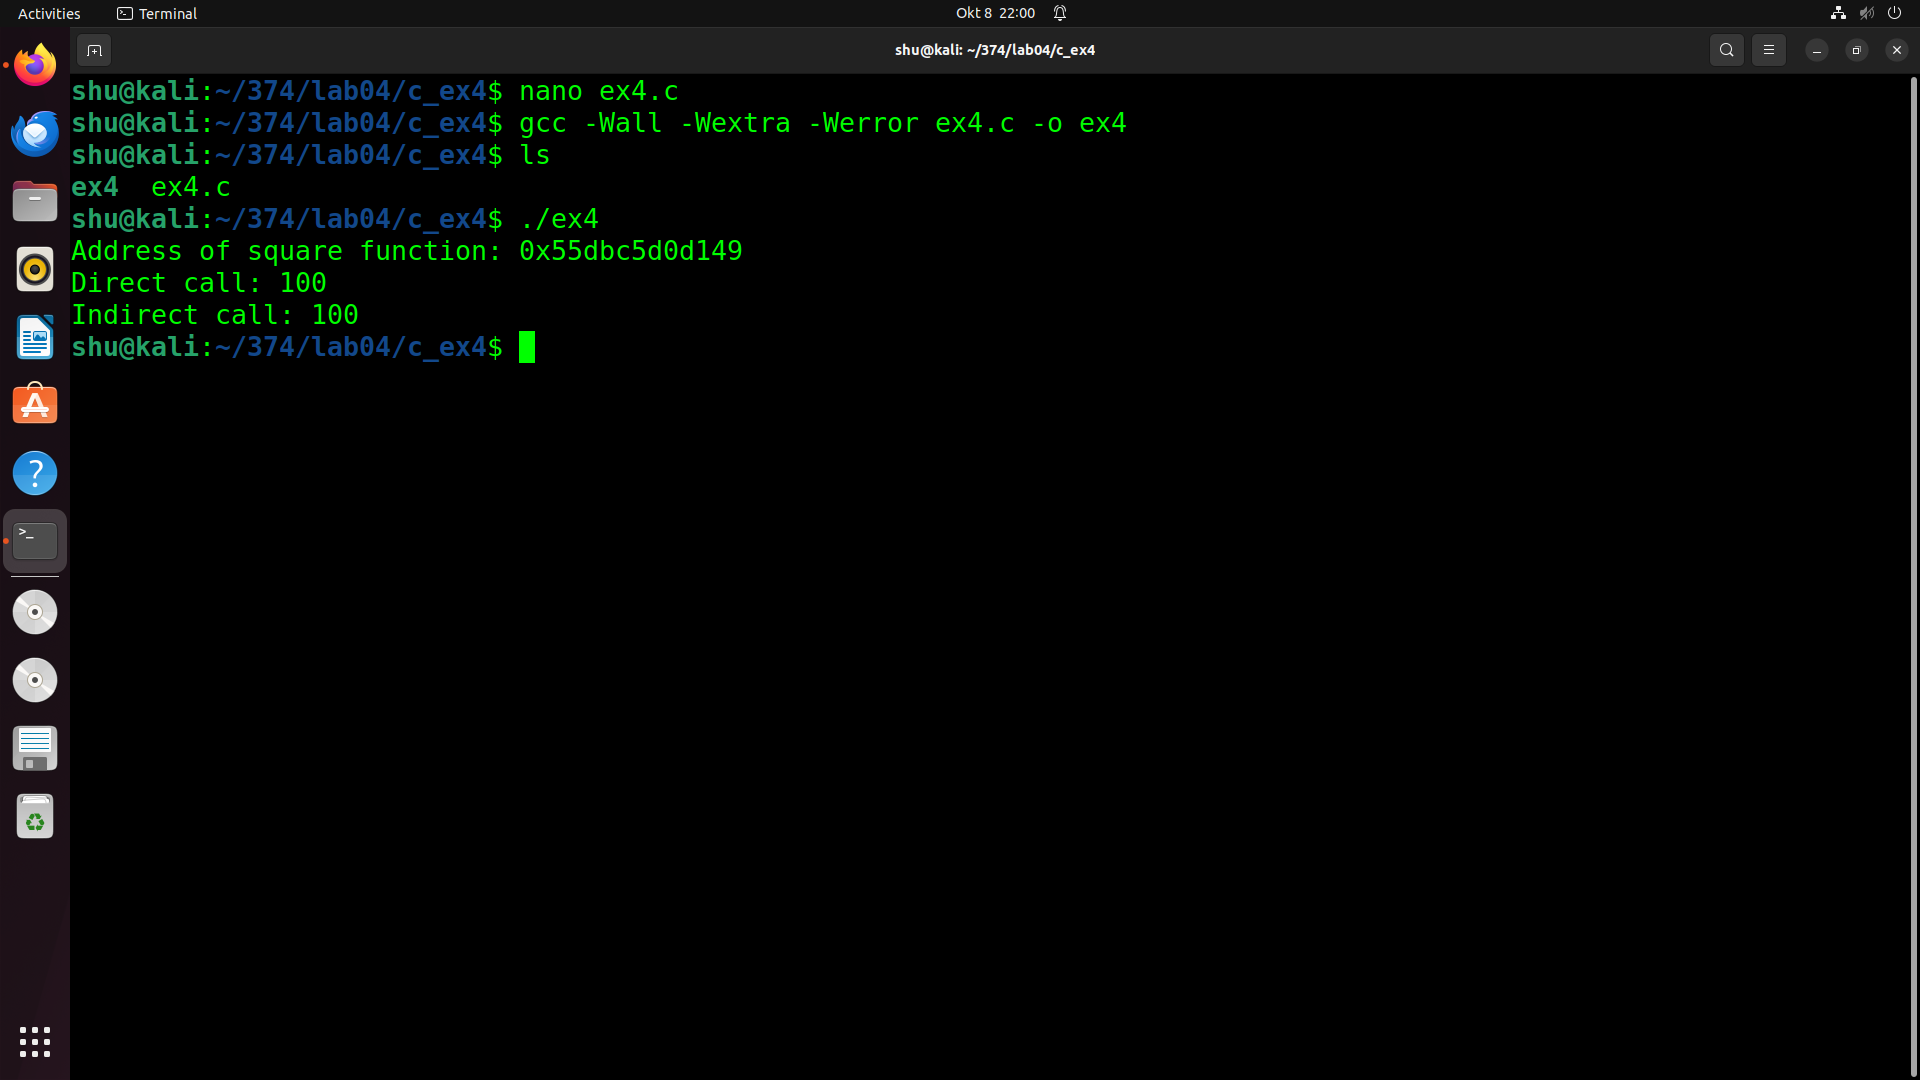 Activities Terminal Okt 8 22:00
shu@kali: ~/374/lab04/c_ex4
shu@kali:~/374/lab04/c_ex4$ nano ex4.c
shu@kali:~/374/lab04/c_ex4$ gcc -Wall -Wextra -Werror ex4.c -o ex4
shu@kali:~/374/lab04/c_ex4$ ls
ex4  ex4.c
shu@kali:~/374/lab04/c_ex4$ ./ex4
Address of square function: 0x55dbc5d0d149
Direct call: 100
Indirect call: 100
shu@kali:~/374/lab04/c_ex4$